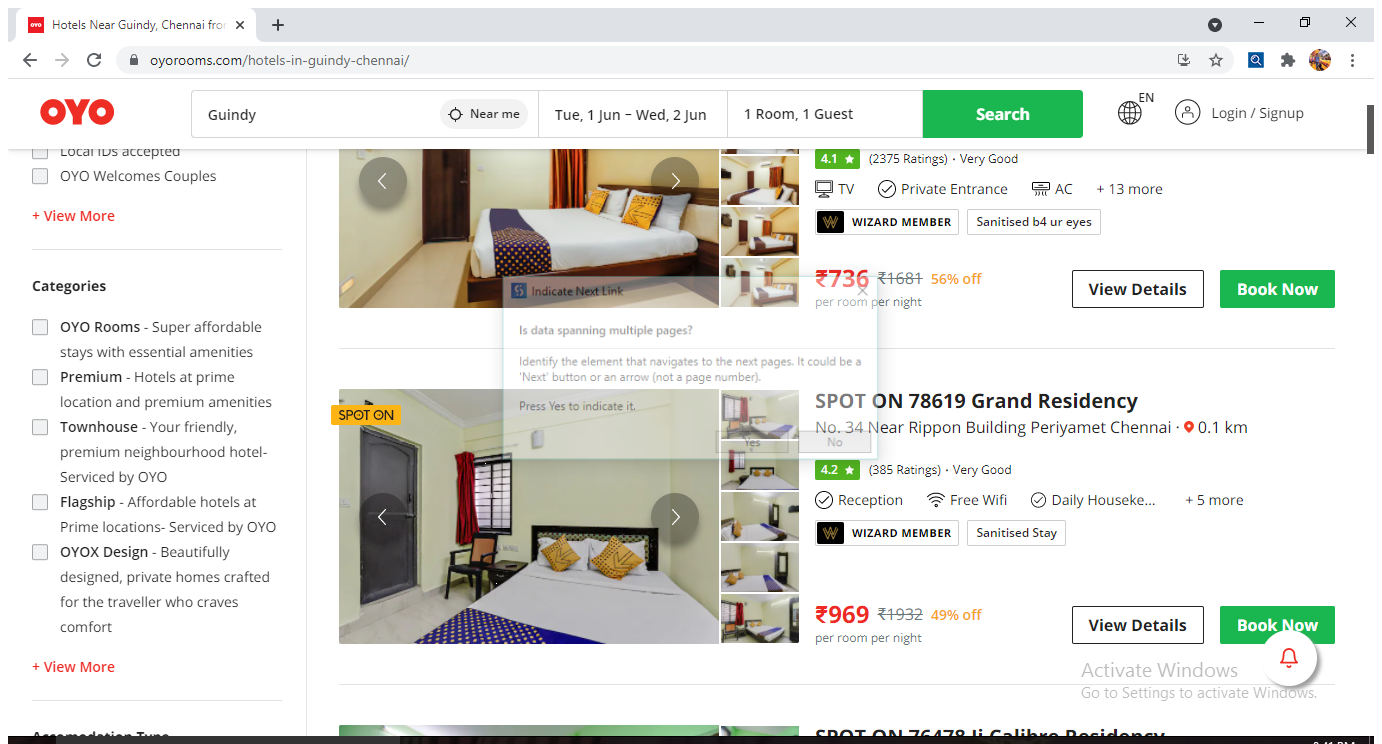 OYO Hotels Near Guindy, Chennai fro
oyorooms.com/hotels-in-guindy-chennai/
OYO
Guindy
Near me
Tue, 1 Jun – Wed, 2 Jun
1 Room, 1 Guest
Search
EN
Login / Signup
Local IDs accepted
OYO Welcomes Couples
+ View More
Categories
OYO Rooms - Super affordable
stays with essential amenities
Premium - Hotels at prime
location and premium amenities
Townhouse - Your friendly,
premium neighbourhood hotel-
Serviced by OYO
Flagship - Affordable hotels at
Prime locations- Serviced by OYO
OYOX Design - Beautifully
designed, private homes crafted
for the traveller who craves
comfort
+ View More
Accomodation Type
4.1 ★ (2375 Ratings) · Very Good
TV Private Entrance AC + 13 more
W WIZARD MEMBER Sanitised b4 ur eyes
₹736 ₹1681 56% off
per room per night
View Details
Book Now
Indicate Next Link
Is data spanning multiple pages?
Identify the element that navigates to the next pages. It could be a
'Next' button or an arrow (not a page number).
Press Yes to indicate it.
Yes
No
SPOT ON
SPOT ON 78619 Grand Residency
No. 34 Near Rippon Building Periyamet Chennai · 0.1 km
4.2 ★ (385 Ratings) · Very Good
Reception Free Wifi Daily Houseke... + 5 more
W WIZARD MEMBER Sanitised Stay
₹969 ₹1932 49% off
per room per night
View Details
Book Now
Activate Windows
Go to Settings to activate Windows.
SPOT ON 76478 Ji Calibre Residency